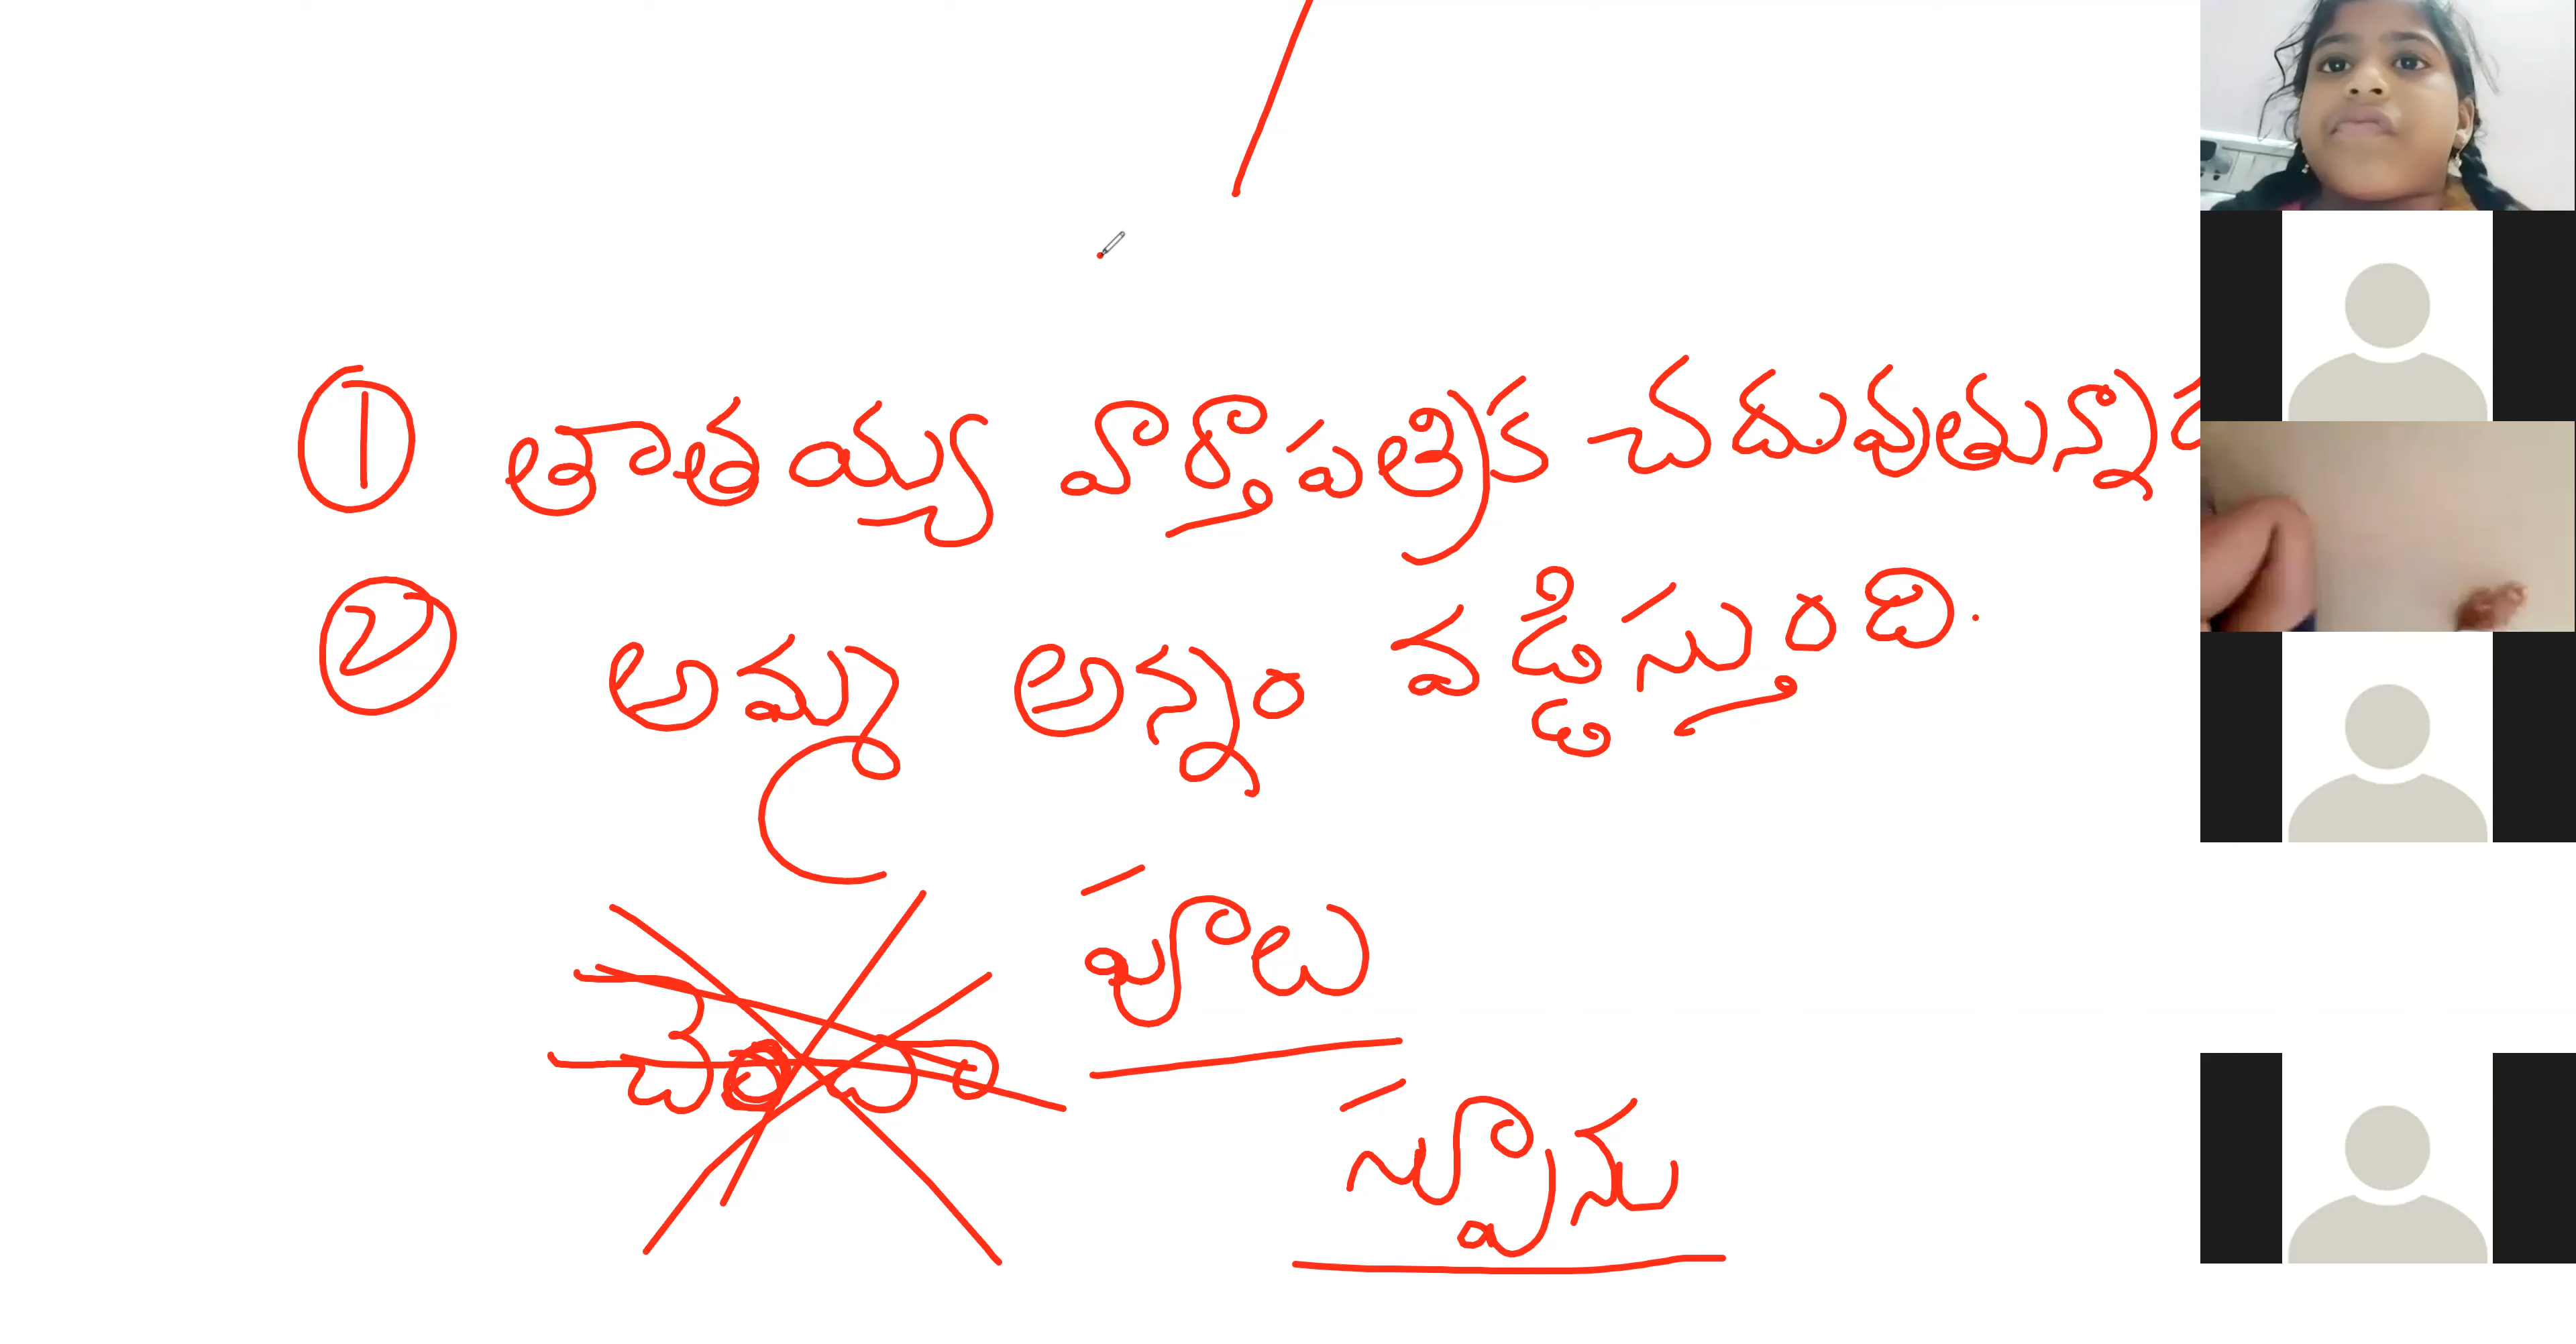 1 తాతయ్య వార్తాపత్రిక చదువుతున్నా
2 అమ్మ అన్నం వడ్డిస్తుంది.
పూలు
స్పూను